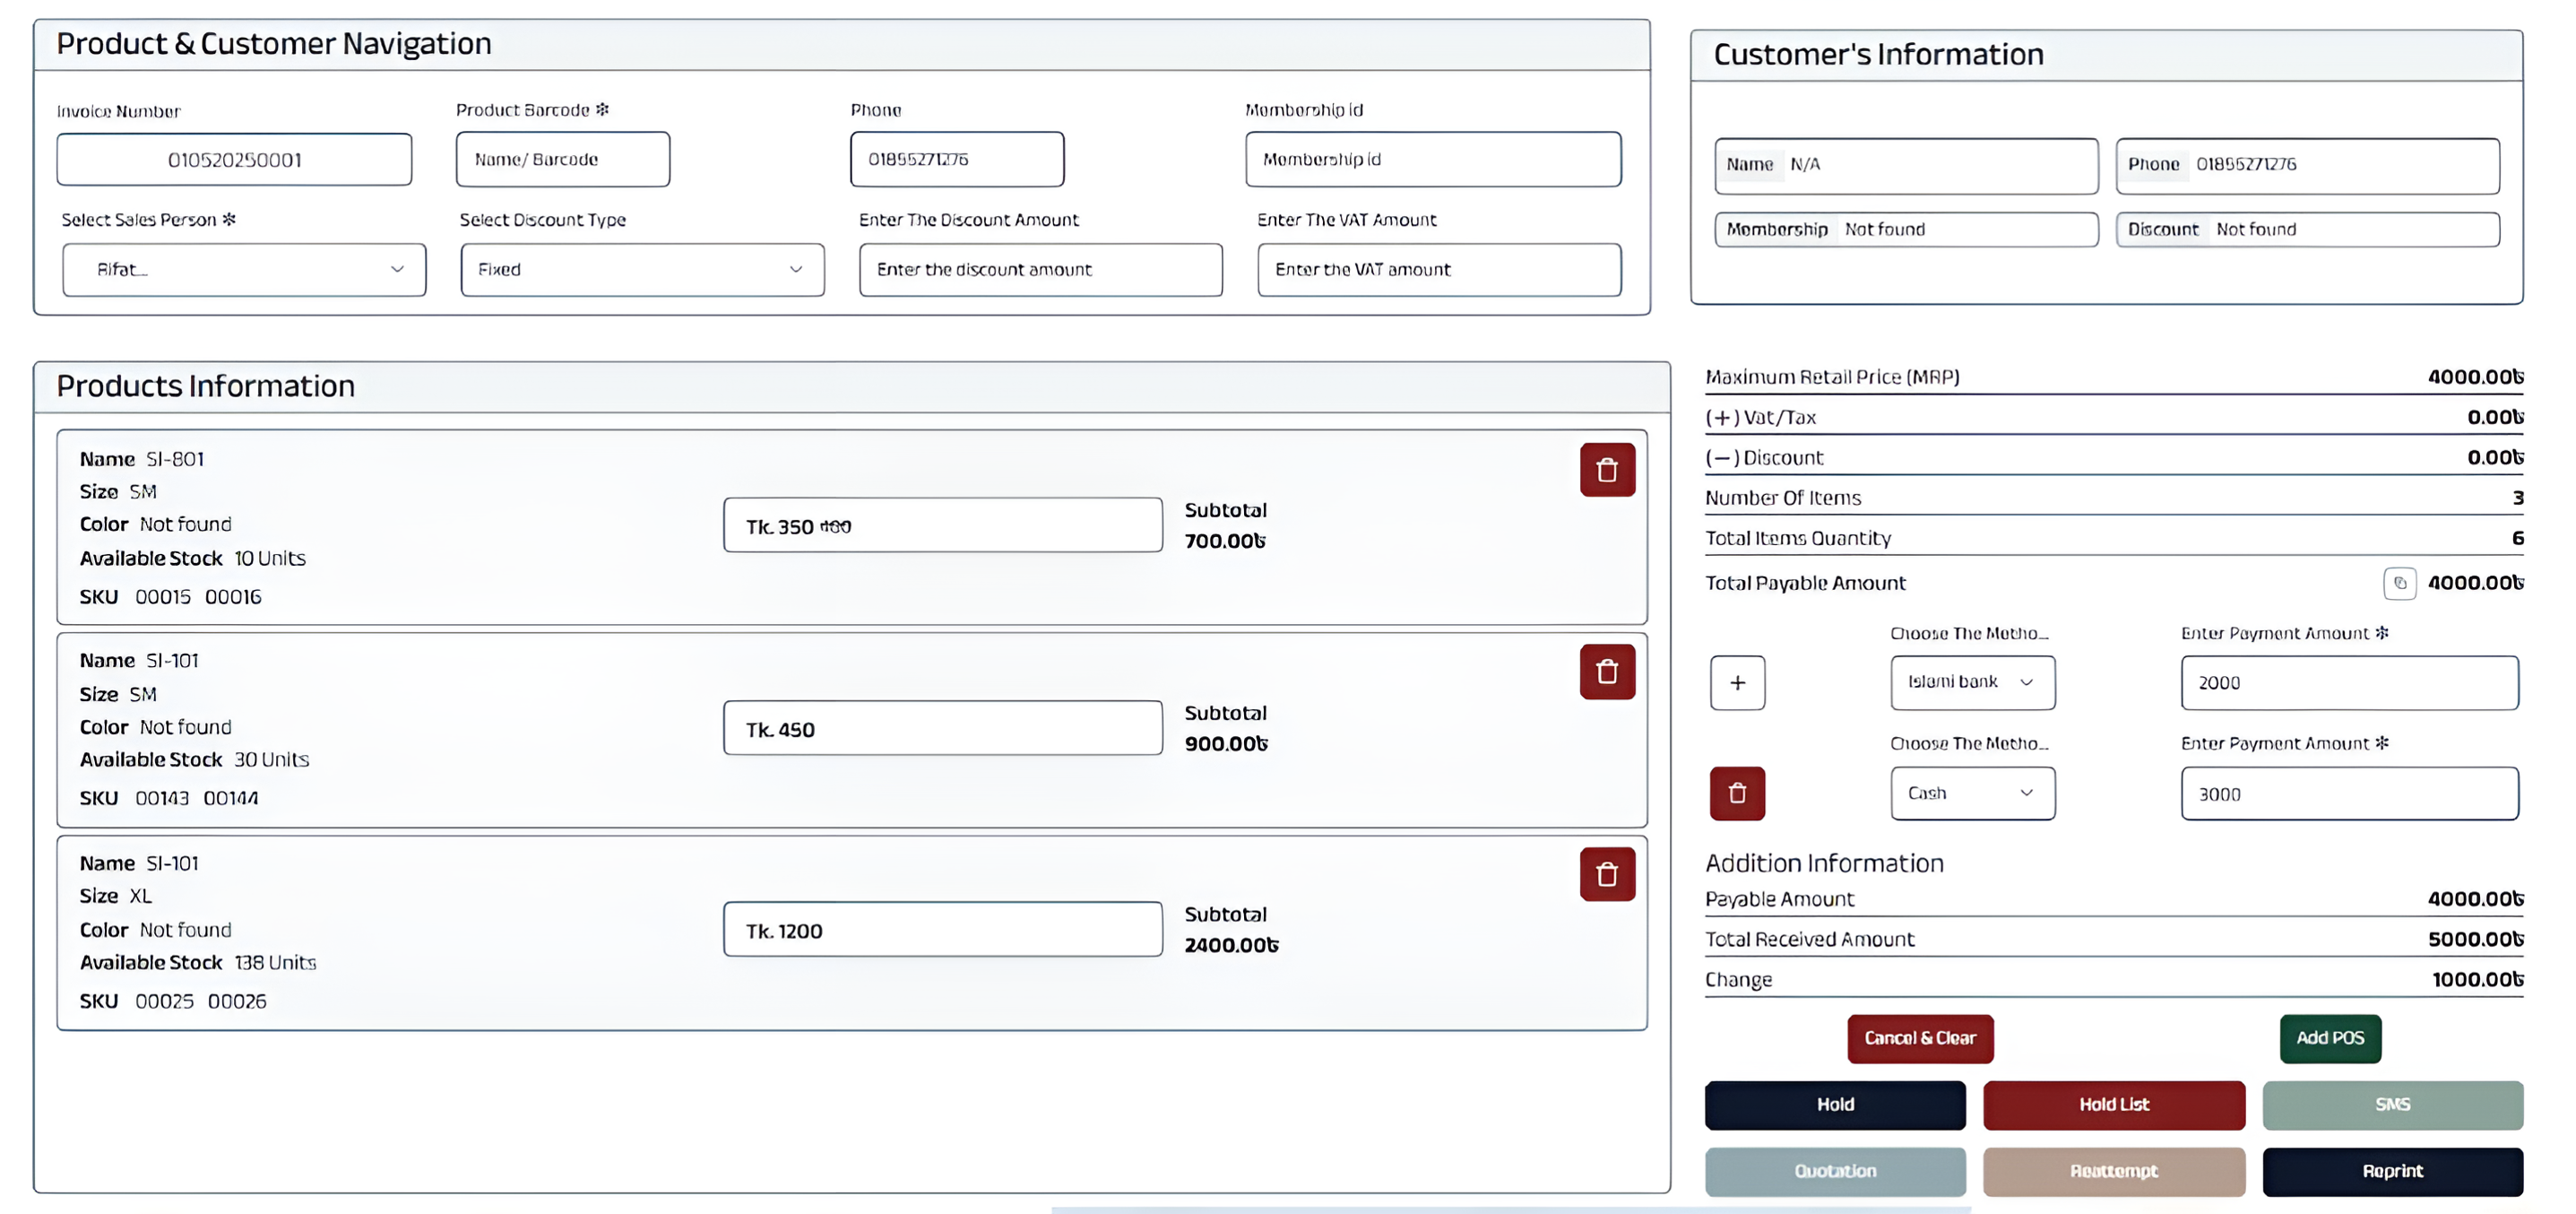 Product & Customer Navigation
Invoice Number
010520250001
Product Barcode *
Name/ Barcode
Phone
01855271276
Membership id
Membership id
Select Sales Person *
Rifat...
Select Discount Type
Fixed
Enter The Discount Amount
Enter the discount amount
Enter The VAT Amount
Enter the VAT amount
Customer's Information
Name N/A
Phone 01855271276
Membership Not found
Discount Not found
Products Information
Name SI-801
Size SM
Color Not found
Available Stock 10 Units
SKU 00015 00016
Tk. 350
Subtotal
700.00৳
Name SI-101
Size SM
Color Not found
Available Stock 30 Units
SKU 00143 00144
Tk. 450
Subtotal
900.00৳
Name SI-101
Size XL
Color Not found
Available Stock 138 Units
SKU 00025 00026
Tk. 1200
Subtotal
2400.00৳
Maximum Retail Price (MRP) 4000.00৳
(+) Vat/Tax 0.00৳
(−) Discount 0.00৳
Number Of Items 3
Total Items Quantity 6
Total Payable Amount 4000.00৳
Choose The Metho...
Islami bank
Enter Payment Amount *
2000
Choose The Metho...
Cash
Enter Payment Amount *
3000
Addition Information
Payable Amount 4000.00৳
Total Received Amount 5000.00৳
Change 1000.00৳
Cancel & Clear
Add POS
Hold
Hold List
SMS
Quotation
Reattempt
Reprint